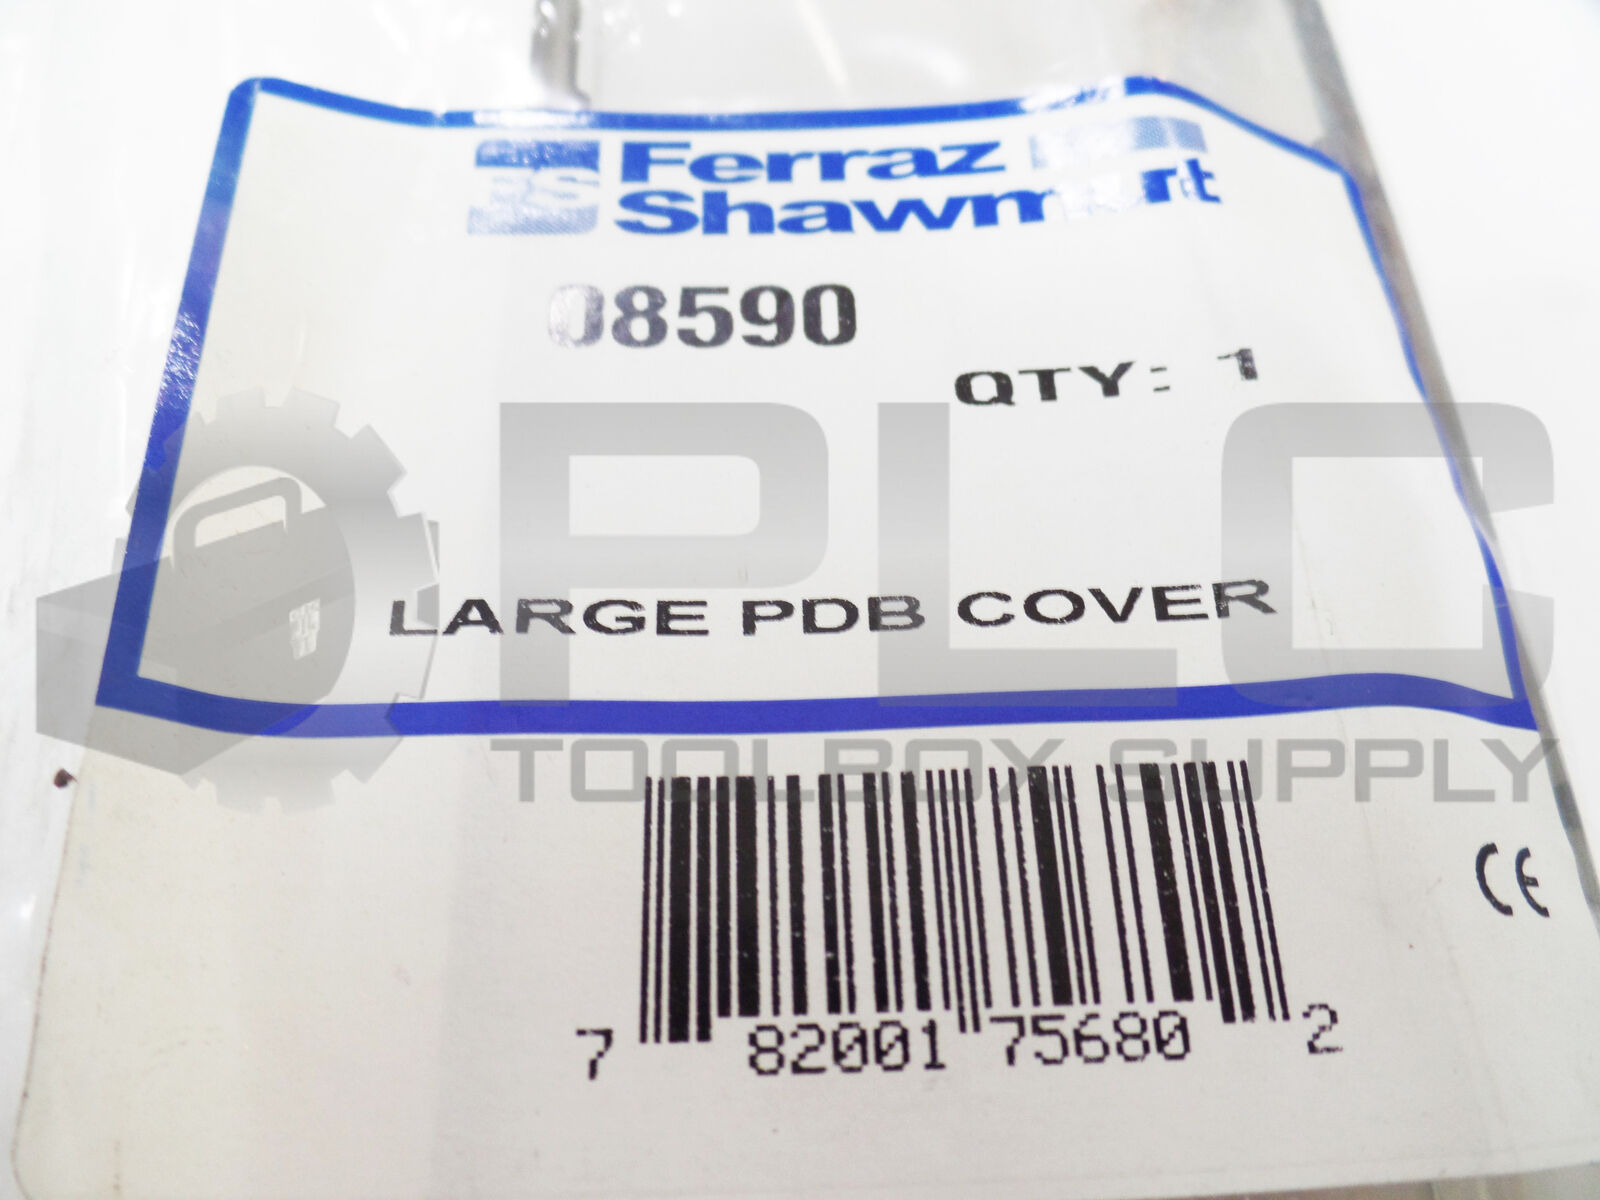 Ferraz
Shawmut
08590
QTY: 1
LARGE PDB COVER
PLC
TOOLBOX SUPPLY
CE
7 82001 75680 2